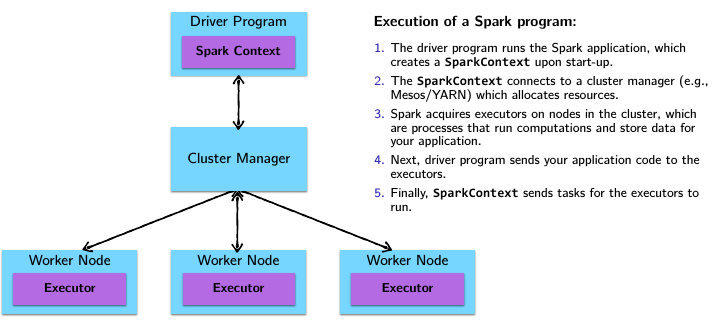 Driver Program
Spark Context
Cluster Manager
Worker Node
Executor
Worker Node
Executor
Worker Node
Executor
Execution of a Spark program:
1. The driver program runs the Spark application, which
creates a SparkContext upon start-up.
2. The SparkContext connects to a cluster manager (e.g.,
Mesos/YARN) which allocates resources.
3. Spark acquires executors on nodes in the cluster, which
are processes that run computations and store data for
your application.
4. Next, driver program sends your application code to the
executors.
5. Finally, SparkContext sends tasks for the executors to
run.